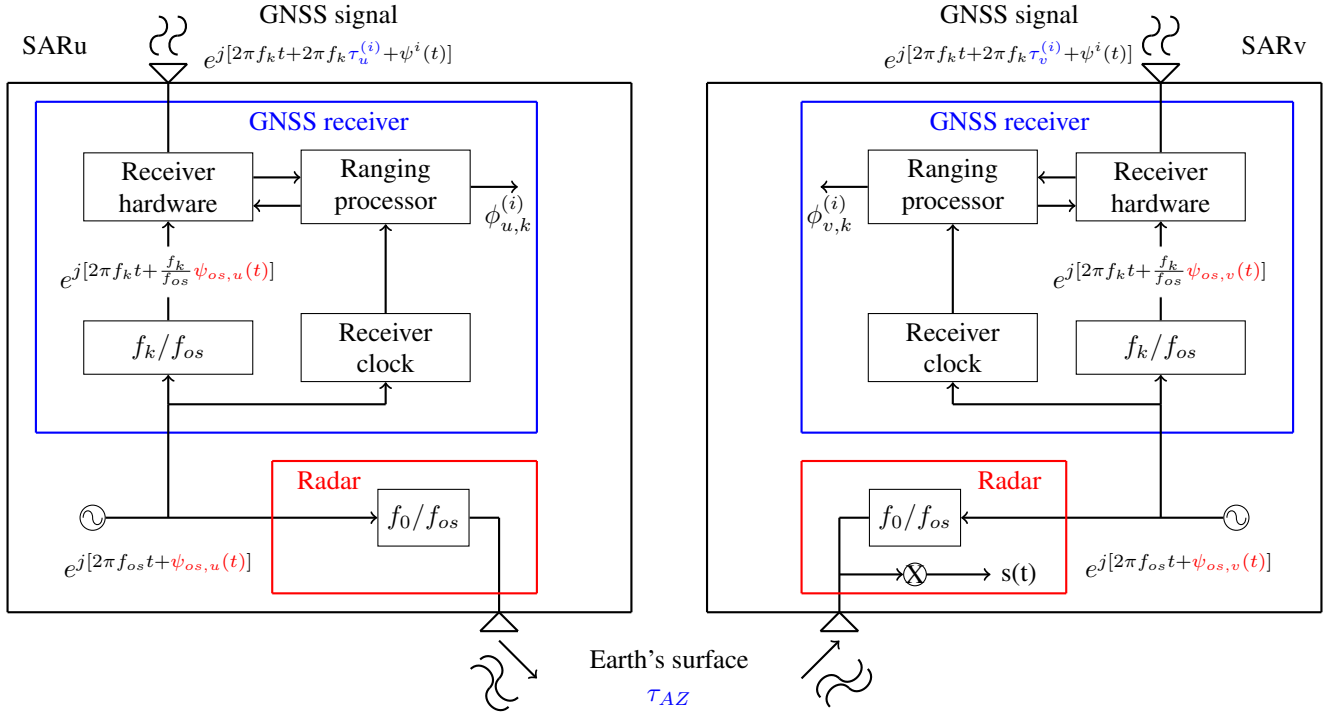 GNSS signal
SARu
e^{j[2πf_k t+2πf_k τ_u^{(i)}+ψ^i(t)]}
GNSS receiver
Receiver
hardware
Ranging
processor
ϕ_{u,k}^{(i)}
e^{j[2πf_k t+\frac{f_k}{f_{os}}ψ_{os,u}(t)]}
f_k/f_{os}
Receiver
clock
Radar
f_0/f_{os}
e^{j[2πf_{os}t+ψ_{os,u}(t)]}
GNSS signal
SARv
e^{j[2πf_k t+2πf_k τ_v^{(i)}+ψ^i(t)]}
GNSS receiver
Ranging
processor
Receiver
hardware
ϕ_{v,k}^{(i)}
e^{j[2πf_k t+\frac{f_k}{f_{os}}ψ_{os,v}(t)]}
Receiver
clock
f_k/f_{os}
Radar
f_0/f_{os}
X
s(t)
e^{j[2πf_{os}t+ψ_{os,v}(t)]}
Earth's surface
τ_{AZ}